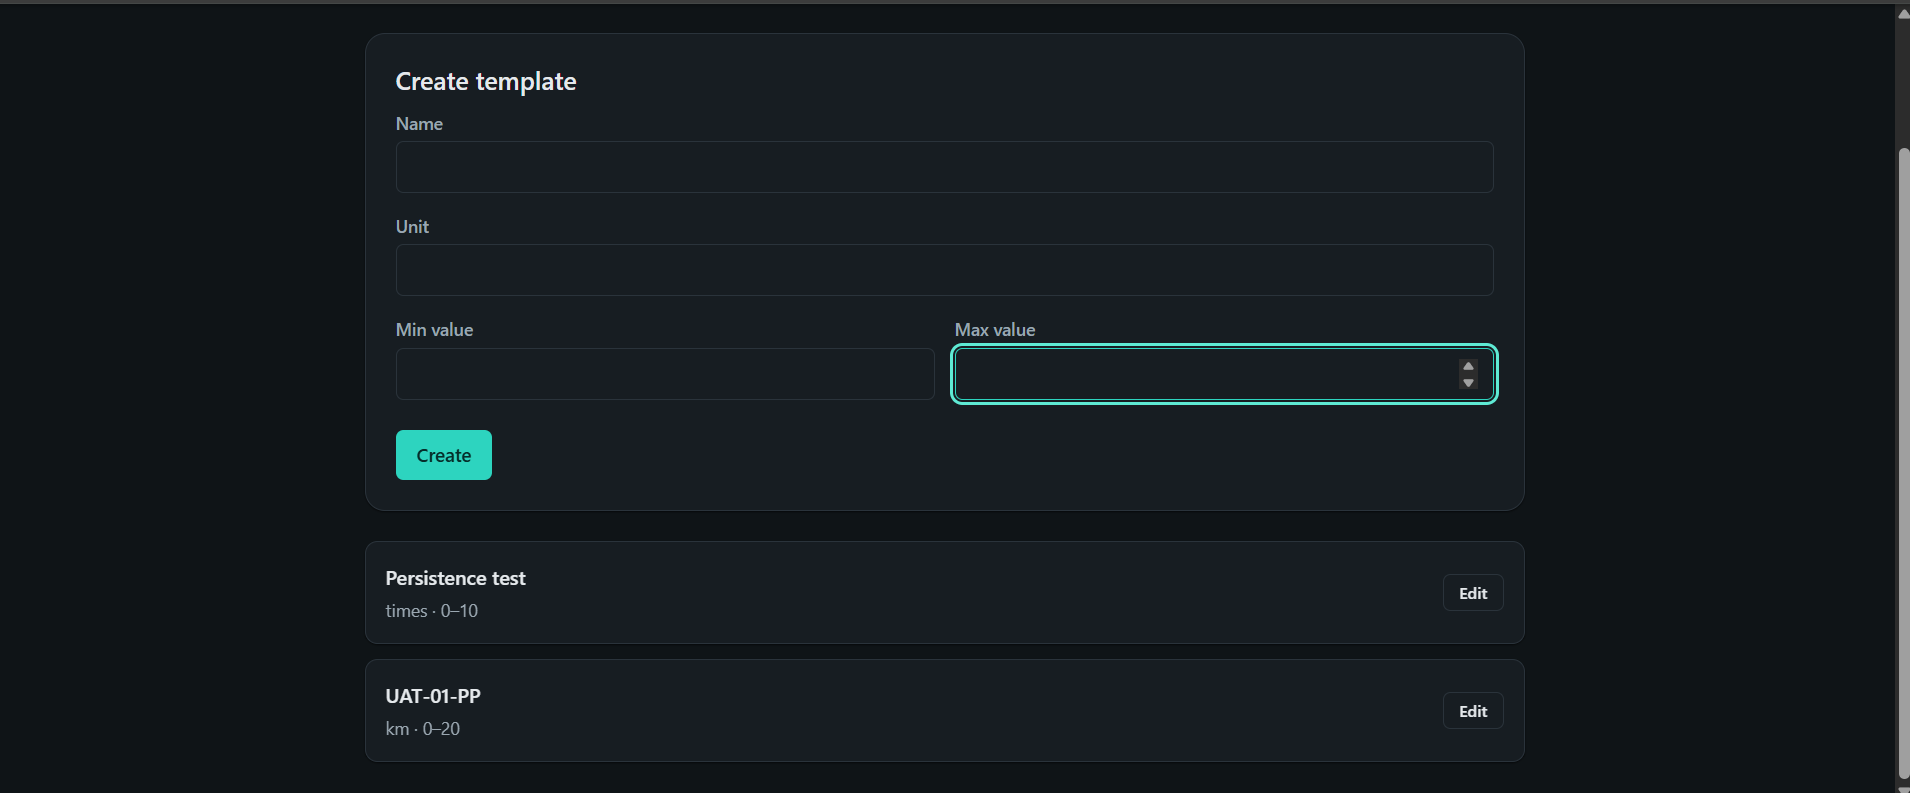 Create template
Name
Unit
Min value
Max value
Create
Persistence test
times · 0–10
Edit
UAT-01-PP
km · 0–20
Edit